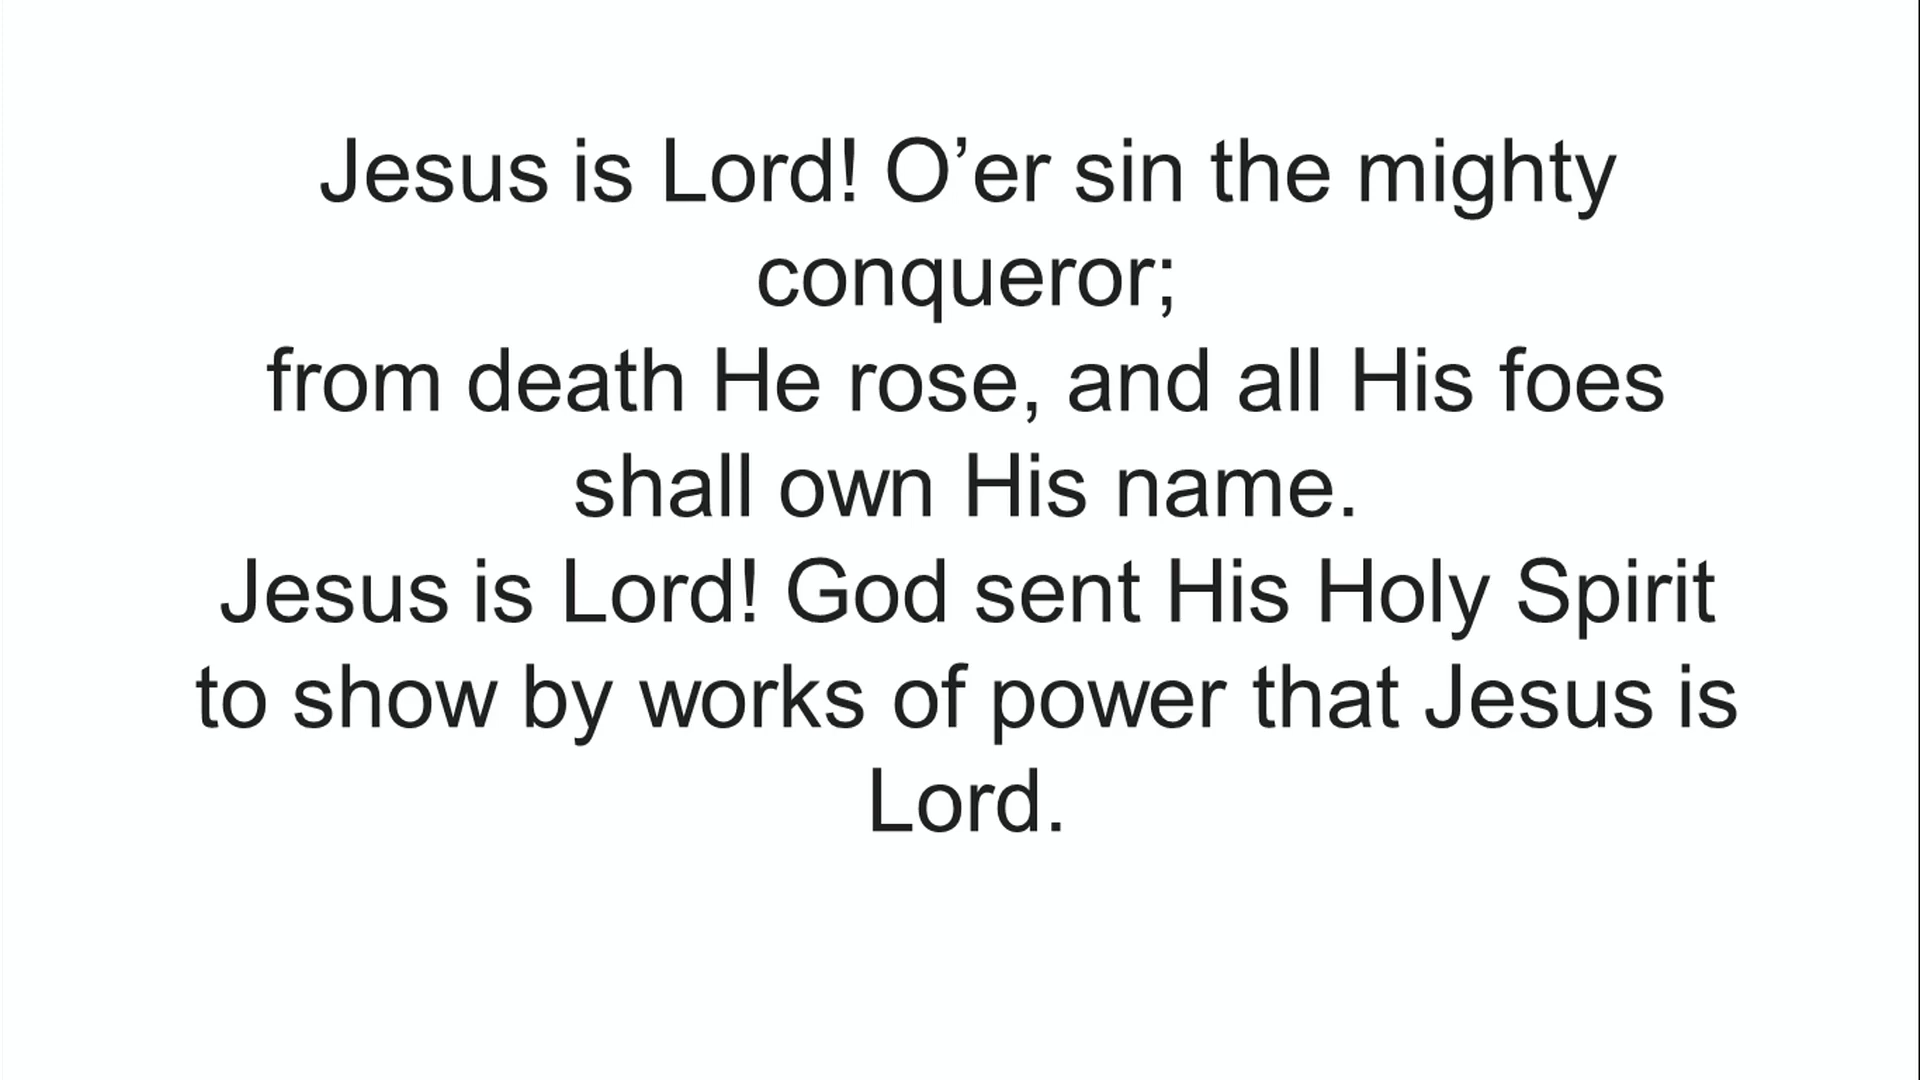 Jesus is Lord! O’er sin the mighty
conqueror;
from death He rose, and all His foes
shall own His name.
Jesus is Lord! God sent His Holy Spirit
to show by works of power that Jesus is
Lord.